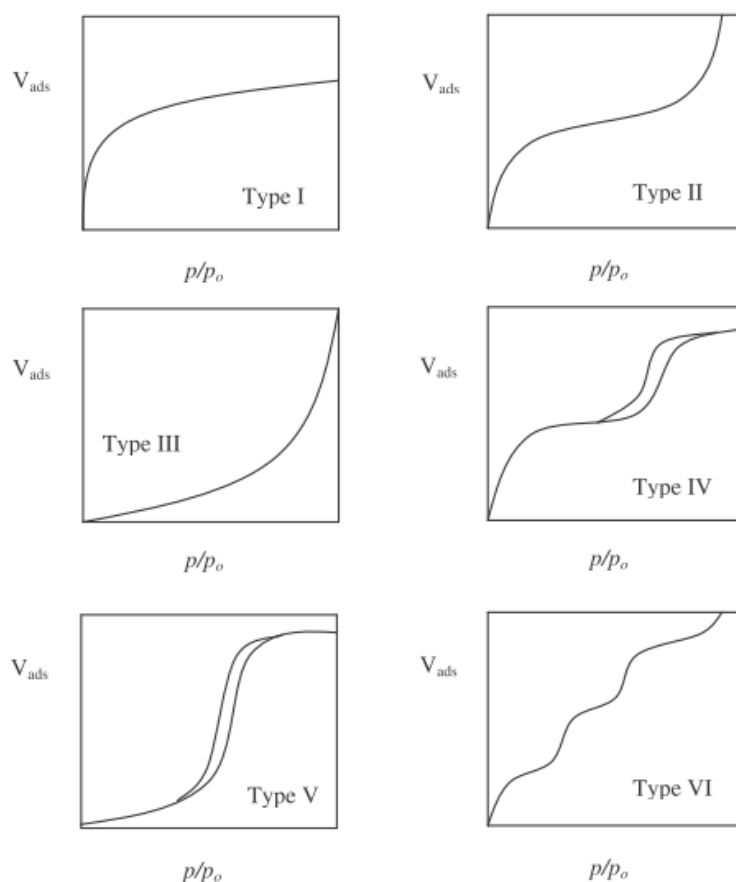 V_ads
Type I
p/p_o
V_ads
Type II
p/p_o
V_ads
Type III
p/p_o
V_ads
Type IV
p/p_o
V_ads
Type V
p/p_o
V_ads
Type VI
p/p_o